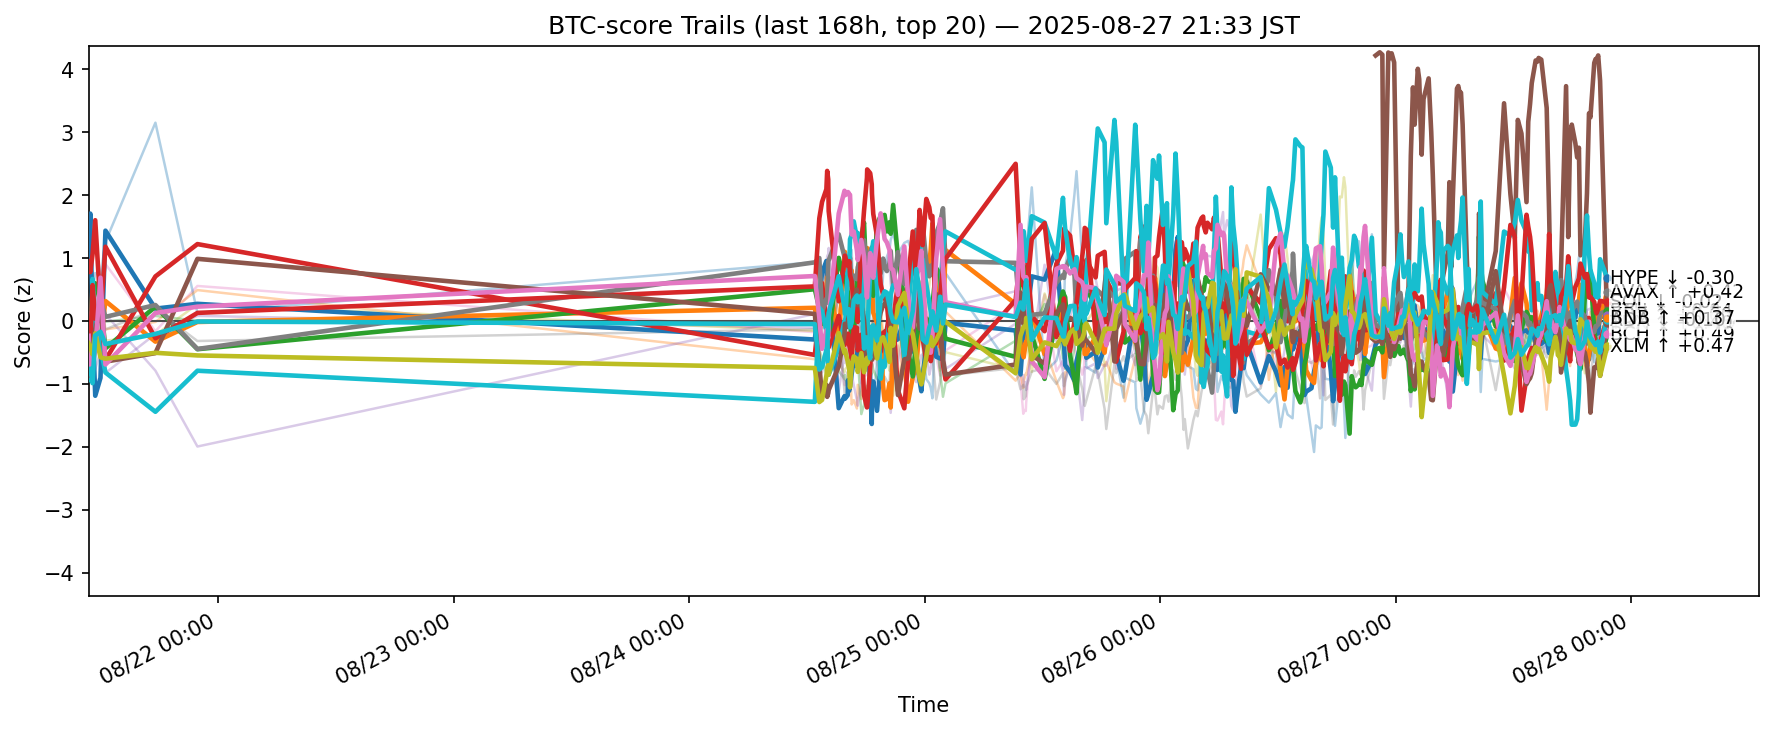 BTC-score Trails (last 168h, top 20) — 2025-08-27 21:33 JST
Score (z)
4
3
2
1
0
−1
−2
−3
−4
HYPE ↓ -0.30
AVAX ↑ +0.42
BNB ↑ +0.37
BCH ↑ +0.49
XLM ↑ +0.47
08/22 00:00
08/23 00:00
08/24 00:00
08/25 00:00
08/26 00:00
08/27 00:00
08/28 00:00
Time